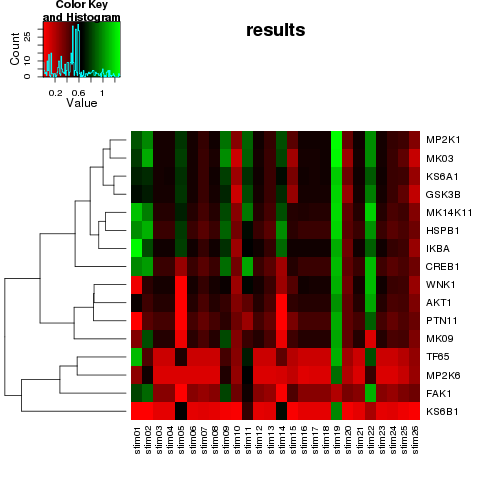 Color Key
and Histogram
Count
0 10 25
0.2 0.6 1
Value
results
MP2K1
MK03
KS6A1
GSK3B
MK14K11
HSPB1
IKBA
CREB1
WNK1
AKT1
PTN11
MK09
TF65
MP2K6
FAK1
KS6B1
stim01 stim02 stim03 stim04 stim05 stim06 stim07 stim08 stim09 stim10 stim11 stim12 stim13 stim14 stim15 stim16 stim17 stim18 stim19 stim20 stim21 stim22 stim23 stim24 stim25 stim26